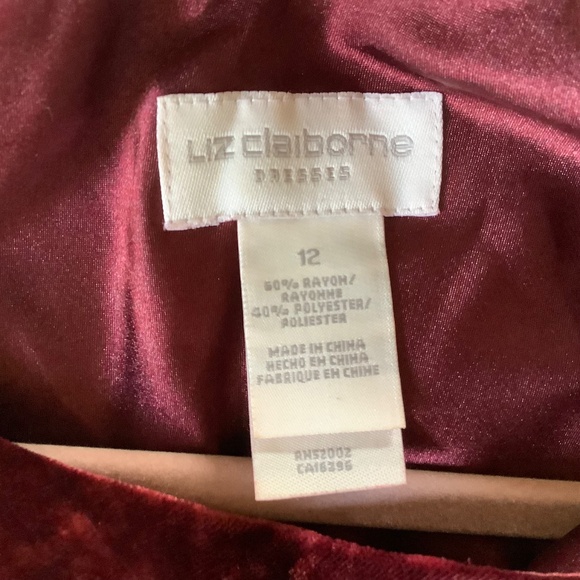 Liz claiborne
DRESSES
12
60% RAYON/
RAYONNE
40% POLYESTER/
POLIESTER
MADE IN CHINA
HECHO EN CHINA
FABRIQUE EN CHINE
RN52002
CA16396